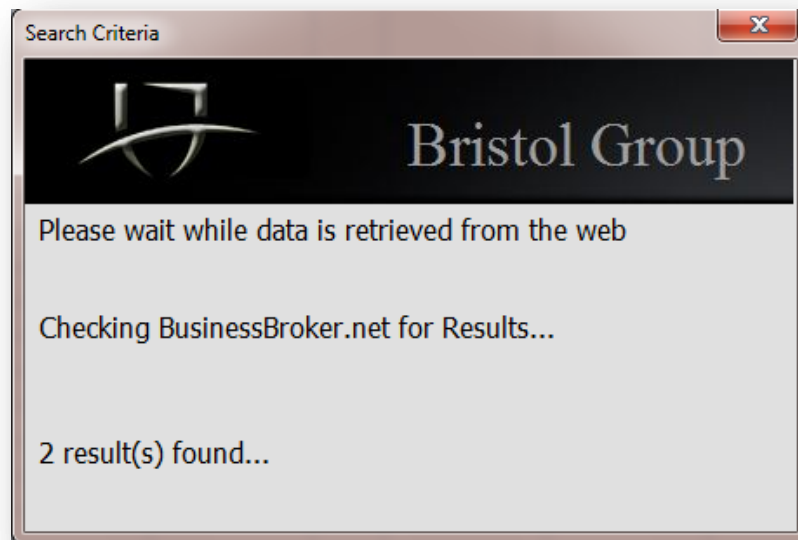 Search Criteria
Bristol Group
Please wait while data is retrieved from the web
Checking BusinessBroker.net for Results...
2 result(s) found...